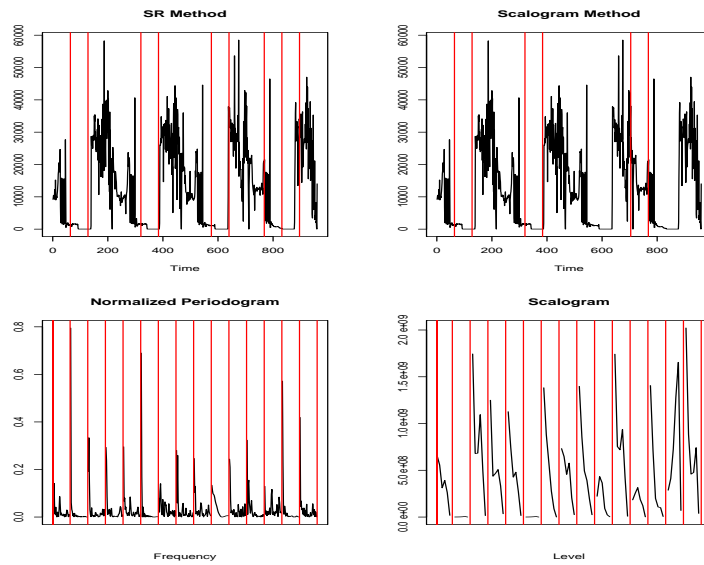 SR Method
60000
50000
40000
30000
20000
10000
0
0 200 400 600 800
Time
Scalogram Method
60000
50000
40000
30000
20000
10000
0
0 200 400 600 800
Time
Normalized Periodogram
0.8
0.6
0.4
0.2
0.0
Frequency
Scalogram
2.0e+09
1.5e+09
1.0e+09
5.0e+08
0.0e+00
Level